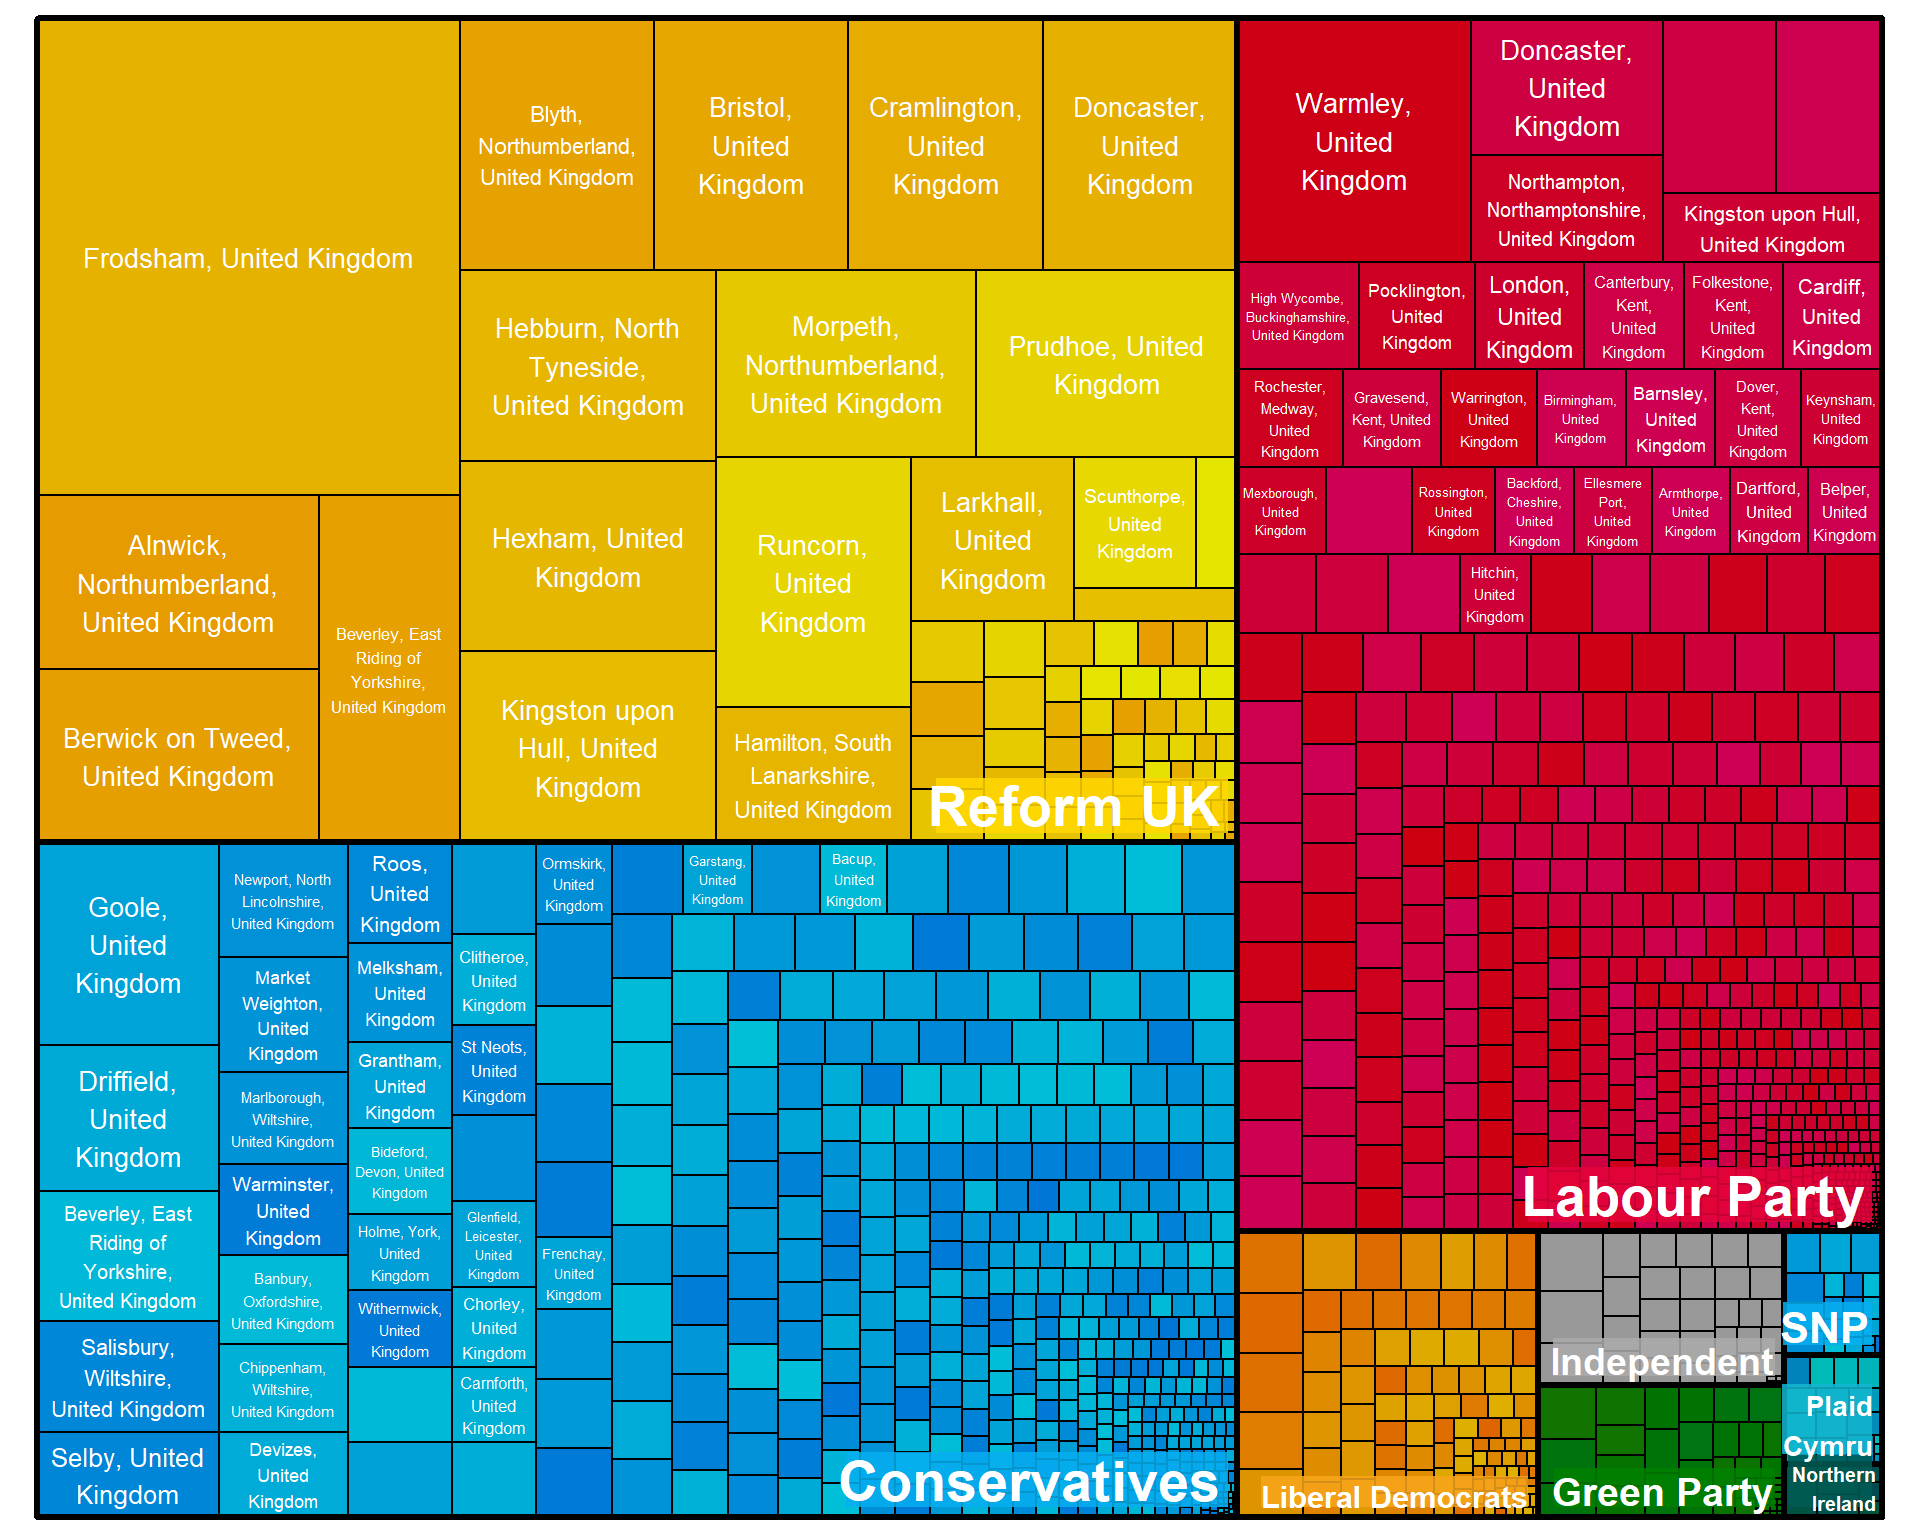 Frodsham, United Kingdom
Blyth,
Northumberland,
United Kingdom
Bristol,
United
Kingdom
Cramlington,
United
Kingdom
Doncaster,
United
Kingdom
Hebburn, North
Tyneside,
United Kingdom
Morpeth,
Northumberland,
United Kingdom
Prudhoe, United
Kingdom
Alnwick,
Northumberland,
United Kingdom
Beverley, East
Riding of
Yorkshire,
United Kingdom
Berwick on Tweed,
United Kingdom
Hexham, United
Kingdom
Kingston upon
Hull, United
Kingdom
Runcorn,
United
Kingdom
Larkhall,
United
Kingdom
Scunthorpe,
United
Kingdom
Hamilton, South
Lanarkshire,
United Kingdom
Reform UK
Warmley,
United
Kingdom
Doncaster,
United
Kingdom
Northampton,
Northamptonshire,
United Kingdom
Kingston upon Hull,
United Kingdom
High Wycombe,
Buckinghamshire,
United Kingdom
Pocklington,
United
Kingdom
London,
United
Kingdom
Canterbury,
Kent,
United
Kingdom
Folkestone,
Kent,
United
Kingdom
Cardiff,
United
Kingdom
Rochester,
Medway,
United
Kingdom
Gravesend,
Kent, United
Kingdom
Warrington,
United
Kingdom
Birmingham,
United
Kingdom
Barnsley,
United
Kingdom
Dover,
Kent,
United
Kingdom
Keynsham,
United
Kingdom
Mexborough,
United
Kingdom
Rossington,
United
Kingdom
Backford,
Cheshire,
United
Kingdom
Ellesmere
Port,
United
Kingdom
Armthorpe,
United
Kingdom
Dartford,
United
Kingdom
Belper,
United
Kingdom
Hitchin,
United
Kingdom
Labour Party
Goole,
United
Kingdom
Driffield,
United
Kingdom
Beverley, East
Riding of
Yorkshire,
United Kingdom
Salisbury,
Wiltshire,
United Kingdom
Selby, United
Kingdom
Newport, North
Lincolnshire,
United Kingdom
Market
Weighton,
United
Kingdom
Marlborough,
Wiltshire,
United Kingdom
Warminster,
United
Kingdom
Banbury,
Oxfordshire,
United Kingdom
Chippenham,
Wiltshire,
United Kingdom
Devizes,
United
Kingdom
Roos,
United
Kingdom
Melksham,
United
Kingdom
Grantham,
United
Kingdom
Bideford,
Devon, United
Kingdom
Holme, York,
United
Kingdom
Withernwick,
United
Kingdom
Clitheroe,
United
Kingdom
St Neots,
United
Kingdom
Glenfield,
Leicester,
United
Kingdom
Chorley,
United
Kingdom
Carnforth,
United
Kingdom
Ormskirk,
United
Kingdom
Frenchay,
United
Kingdom
Garstang,
United
Kingdom
Bacup,
United
Kingdom
Conservatives
Liberal Democrats
Independent
Green Party
SNP
Plaid
Cymru
Northern
Ireland